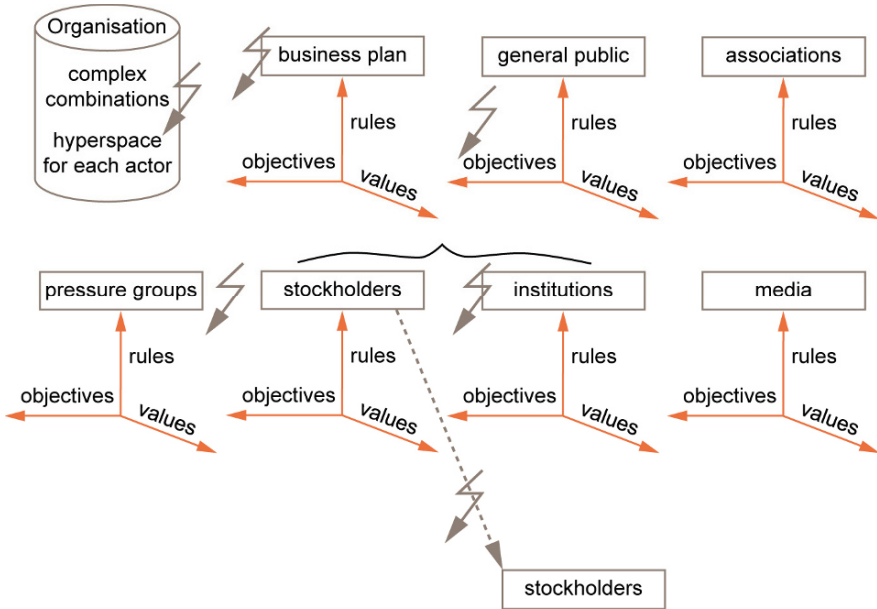 Organisation
complex
combinations
hyperspace
for each actor
business plan
rules
objectives
values
general public
rules
objectives
values
associations
rules
objectives
values
pressure groups
rules
objectives
values
stockholders
rules
objectives
values
institutions
rules
objectives
values
media
rules
objectives
values
stockholders